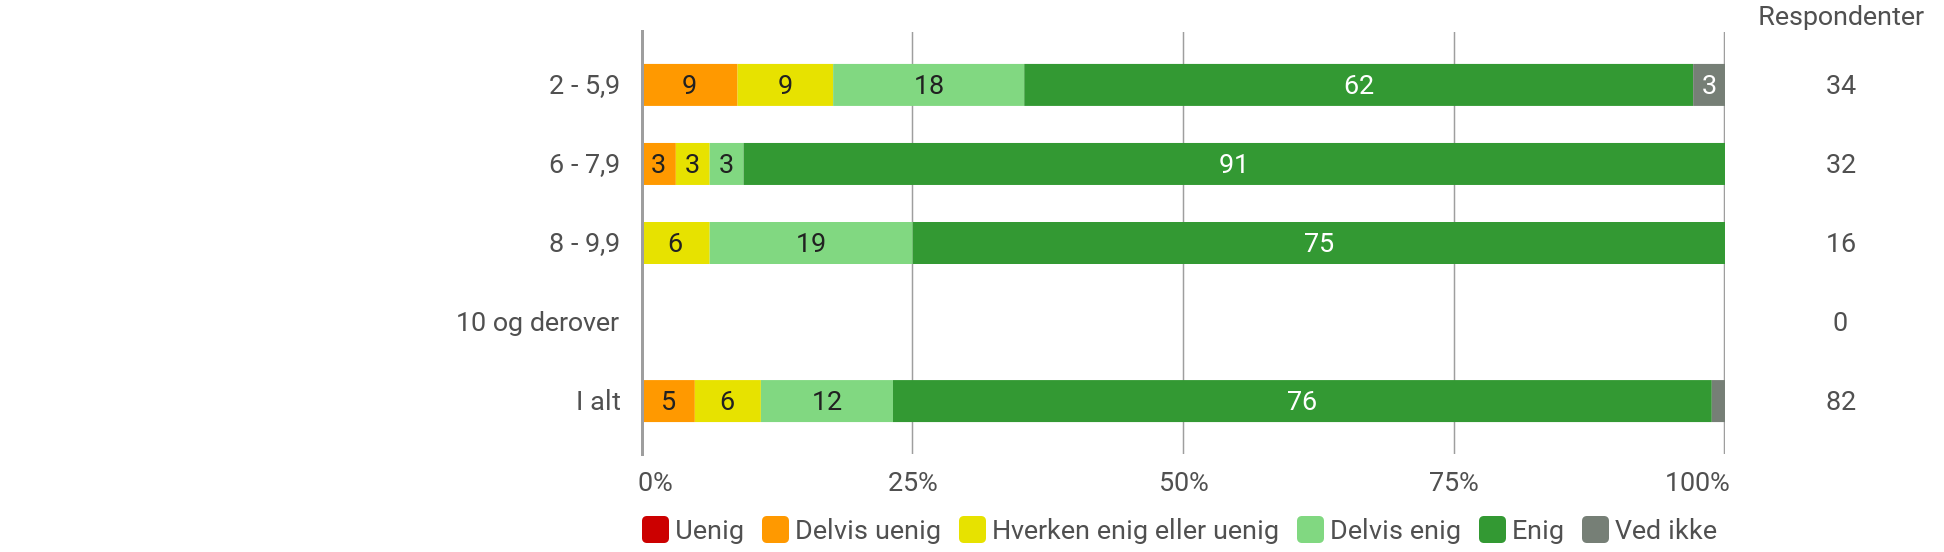 Respondenter
2 - 5,9 9 9 18 62 3 34
6 - 7,9 3 3 3 91 32
8 - 9,9 6 19 75 16
10 og derover 0
I alt 5 6 12 76 82
0% 25% 50% 75% 100%
Uenig Delvis uenig Hverken enig eller uenig Delvis enig Enig Ved ikke